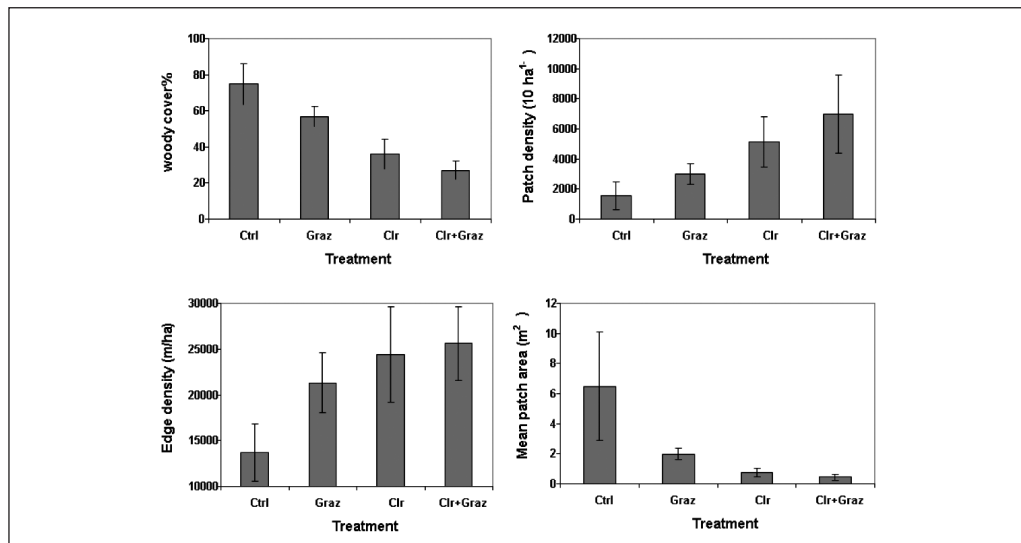 100
80
60
40
20
0
woody cover%
Ctrl Graz Clr Clr+Graz
Treatment
12000
10000
8000
6000
4000
2000
0
Patch density (10 ha¹⁻ )
Ctrl Graz Clr Clr+Graz
Treatment
30000
25000
20000
15000
10000
Edge density (m/ha)
Ctrl Graz Clr Clr+Graz
Treatment
12
10
8
6
4
2
0
Mean patch area (m² )
Ctrl Graz Clr Clr+Graz
Treatment